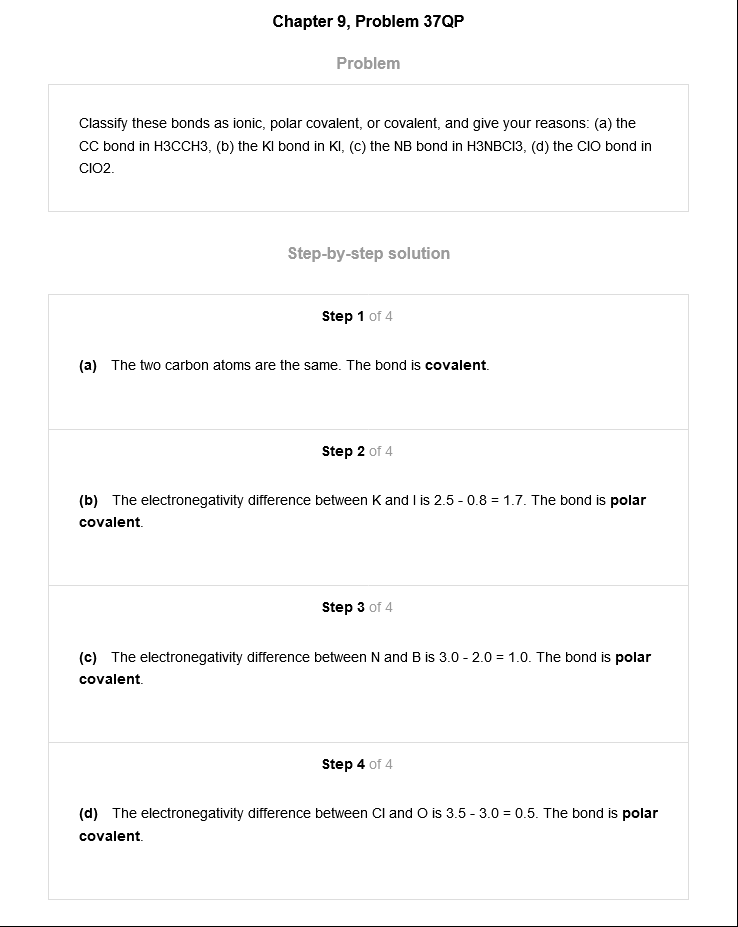 Chapter 9, Problem 37QP
Problem
Classify these bonds as ionic, polar covalent, or covalent, and give your reasons: (a) the
CC bond in H3CCH3, (b) the KI bond in KI, (c) the NB bond in H3NBCl3, (d) the ClO bond in
ClO2.
Step-by-step solution
Step 1 of 4
(a) The two carbon atoms are the same. The bond is covalent.
Step 2 of 4
(b) The electronegativity difference between K and I is 2.5 - 0.8 = 1.7. The bond is polar
covalent.
Step 3 of 4
(c) The electronegativity difference between N and B is 3.0 - 2.0 = 1.0. The bond is polar
covalent.
Step 4 of 4
(d) The electronegativity difference between Cl and O is 3.5 - 3.0 = 0.5. The bond is polar
covalent.